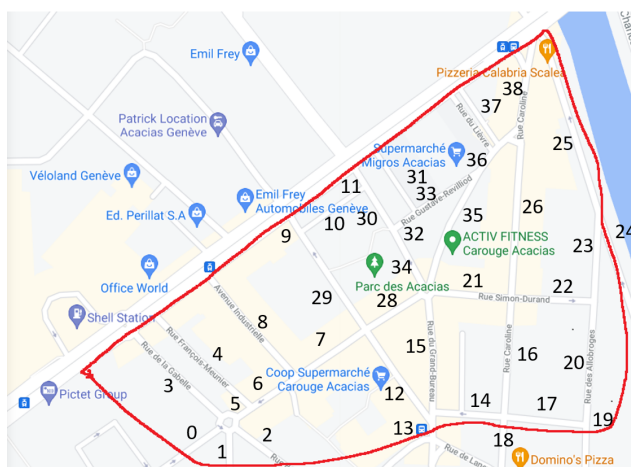 Emil Frey
Pizzeria Calabria Scalea
38
37
Rue Caroline
Patrick Location
Acacias Genève
Rue du Lièvre
25
Supermarché
Migros Acacias
36
Véloland Genève
31
11
33
Emil Frey
Automobiles Genève
Rue Gustave-Revilliod
26
Ed. Perillat S.A
30
10
35
9
32
24
ACTIV FITNESS
Carouge Acacias
23
Office World
34
Parc des Acacias
21
22
29
28
Rue Simon-Durand
Shell Station
Avenue Industrielle
8
7
Rue François-Meunier
Rue du Grand-Bureau
Rue Caroline
Rue des Allobroges
15
16
4
20
Rue de la Gabelle
Coop Supermarché
Carouge Acacias
3
6
Pictet Group
12
5
14
17
19
0
2
13
1
18
Domino's Pizza